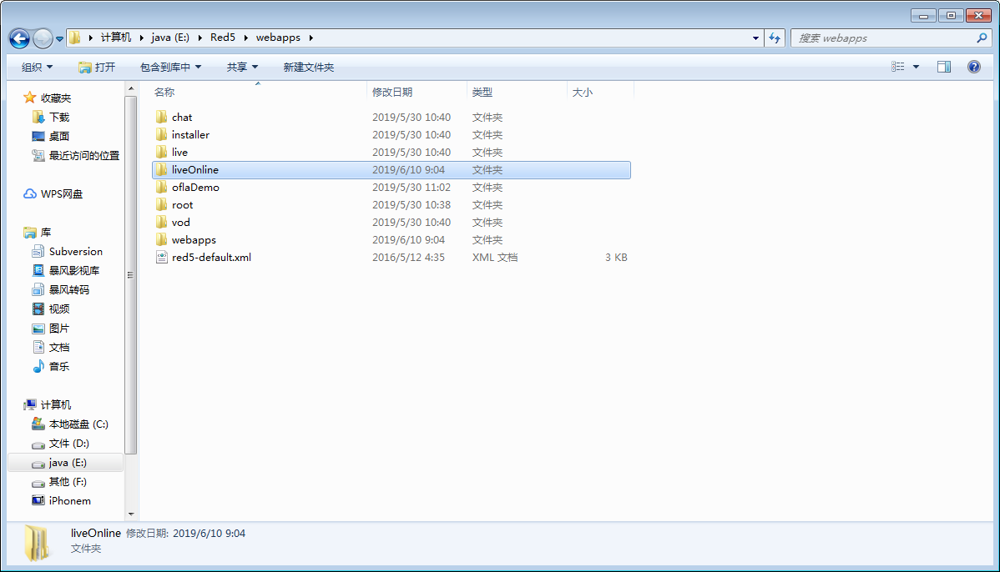 计算机 java (E:) Red5 webapps 搜索 webapps
组织 打开 包含到库中 共享 新建文件夹
收藏夹
下载
桌面
最近访问的位置
WPS网盘
库
Subversion
暴风影视库
暴风转码
视频
图片
文档
音乐
计算机
本地磁盘 (C:)
文件 (D:)
java (E:)
其他 (F:)
iPhonem
名称 修改日期 类型 大小
chat 2019/5/30 10:40 文件夹
installer 2019/5/30 10:40 文件夹
live 2019/5/30 10:40 文件夹
liveOnline 2019/6/10 9:04 文件夹
oflaDemo 2019/5/30 11:02 文件夹
root 2019/5/30 10:38 文件夹
vod 2019/5/30 10:40 文件夹
webapps 2019/6/10 9:04 文件夹
red5-default.xml 2016/5/12 4:35 XML 文档 3 KB
liveOnline 修改日期: 2019/6/10 9:04
文件夹